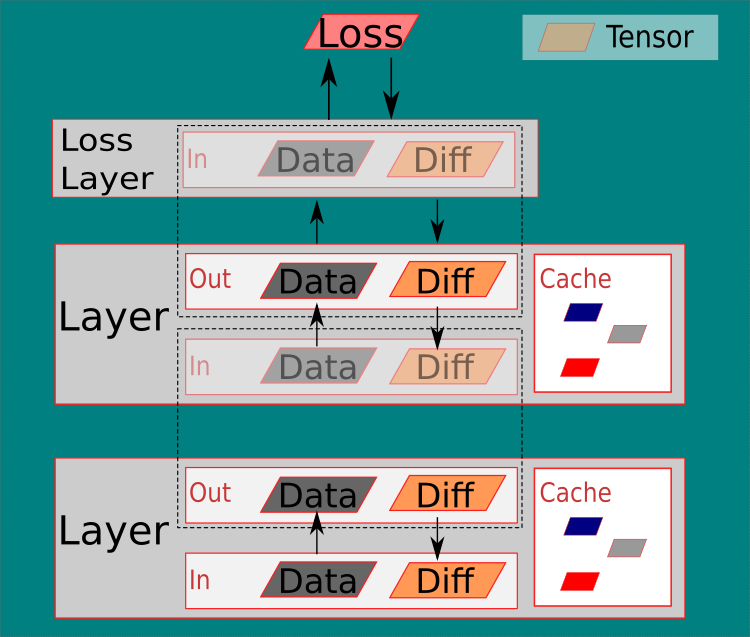 Loss
Tensor
Loss
Layer
In Data Diff
Layer
Out Data Diff
Cache
In Data Diff
Layer
Out Data Diff
Cache
In Data Diff